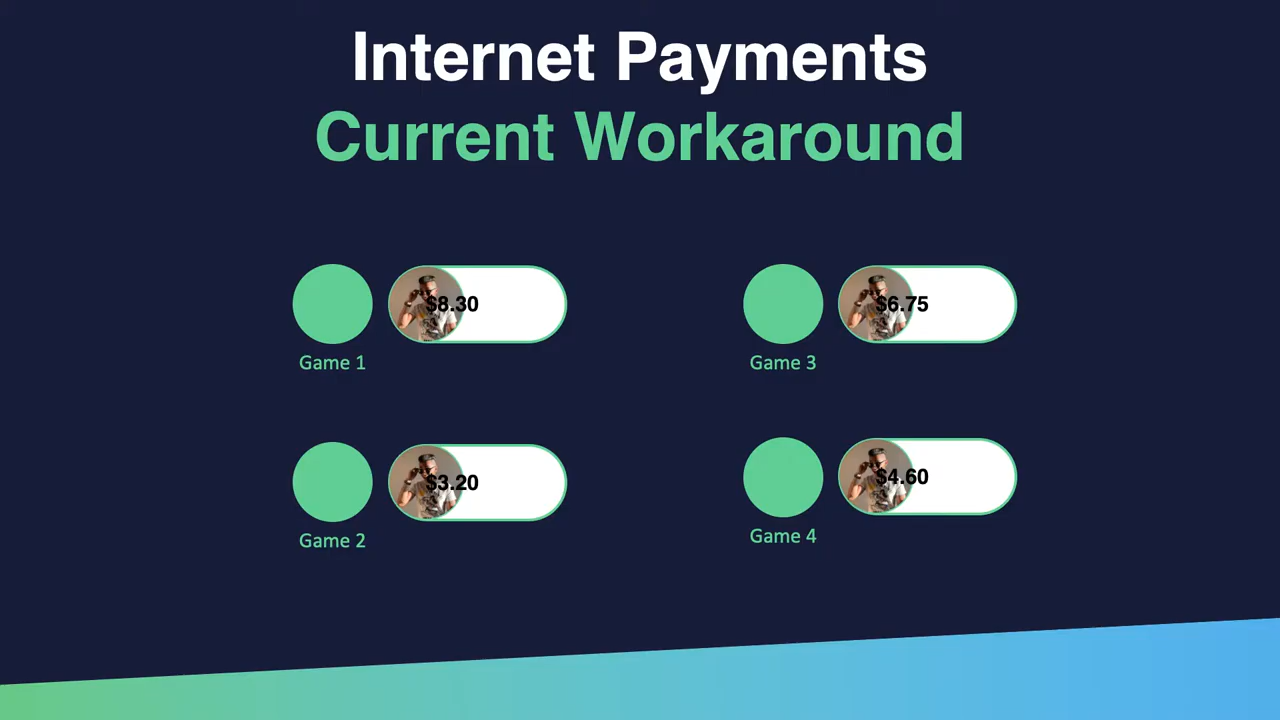 Internet Payments
Current Workaround
$8.30
Game 1
$6.75
Game 3
$3.20
Game 2
$4.60
Game 4